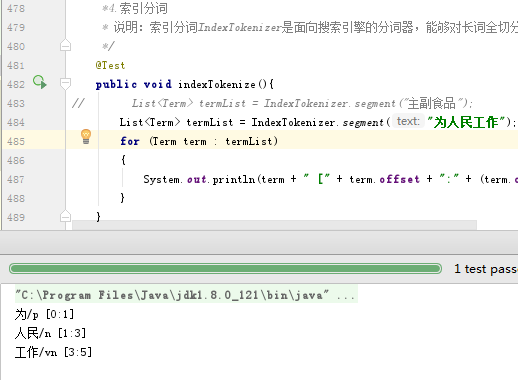 478 *4.索引分词
479 * 说明：索引分词IndexTokenizer是面向搜索引擎的分词器，能够对长词全切分
480 */
481 @Test
482 public void indexTokenize(){
483 // List<Term> termList = IndexTokenizer.segment("主副食品");
484 List<Term> termList = IndexTokenizer.segment( text: "为人民工作");
485 for (Term term : termList)
486 {
487 System.out.println(term + " [" + term.offset + ":" + (term.o
488 }
489 }
1 test passe
"C:\Program Files\Java\jdk1.8.0_121\bin\java" ...
为/p [0:1]
人民/n [1:3]
工作/vn [3:5]